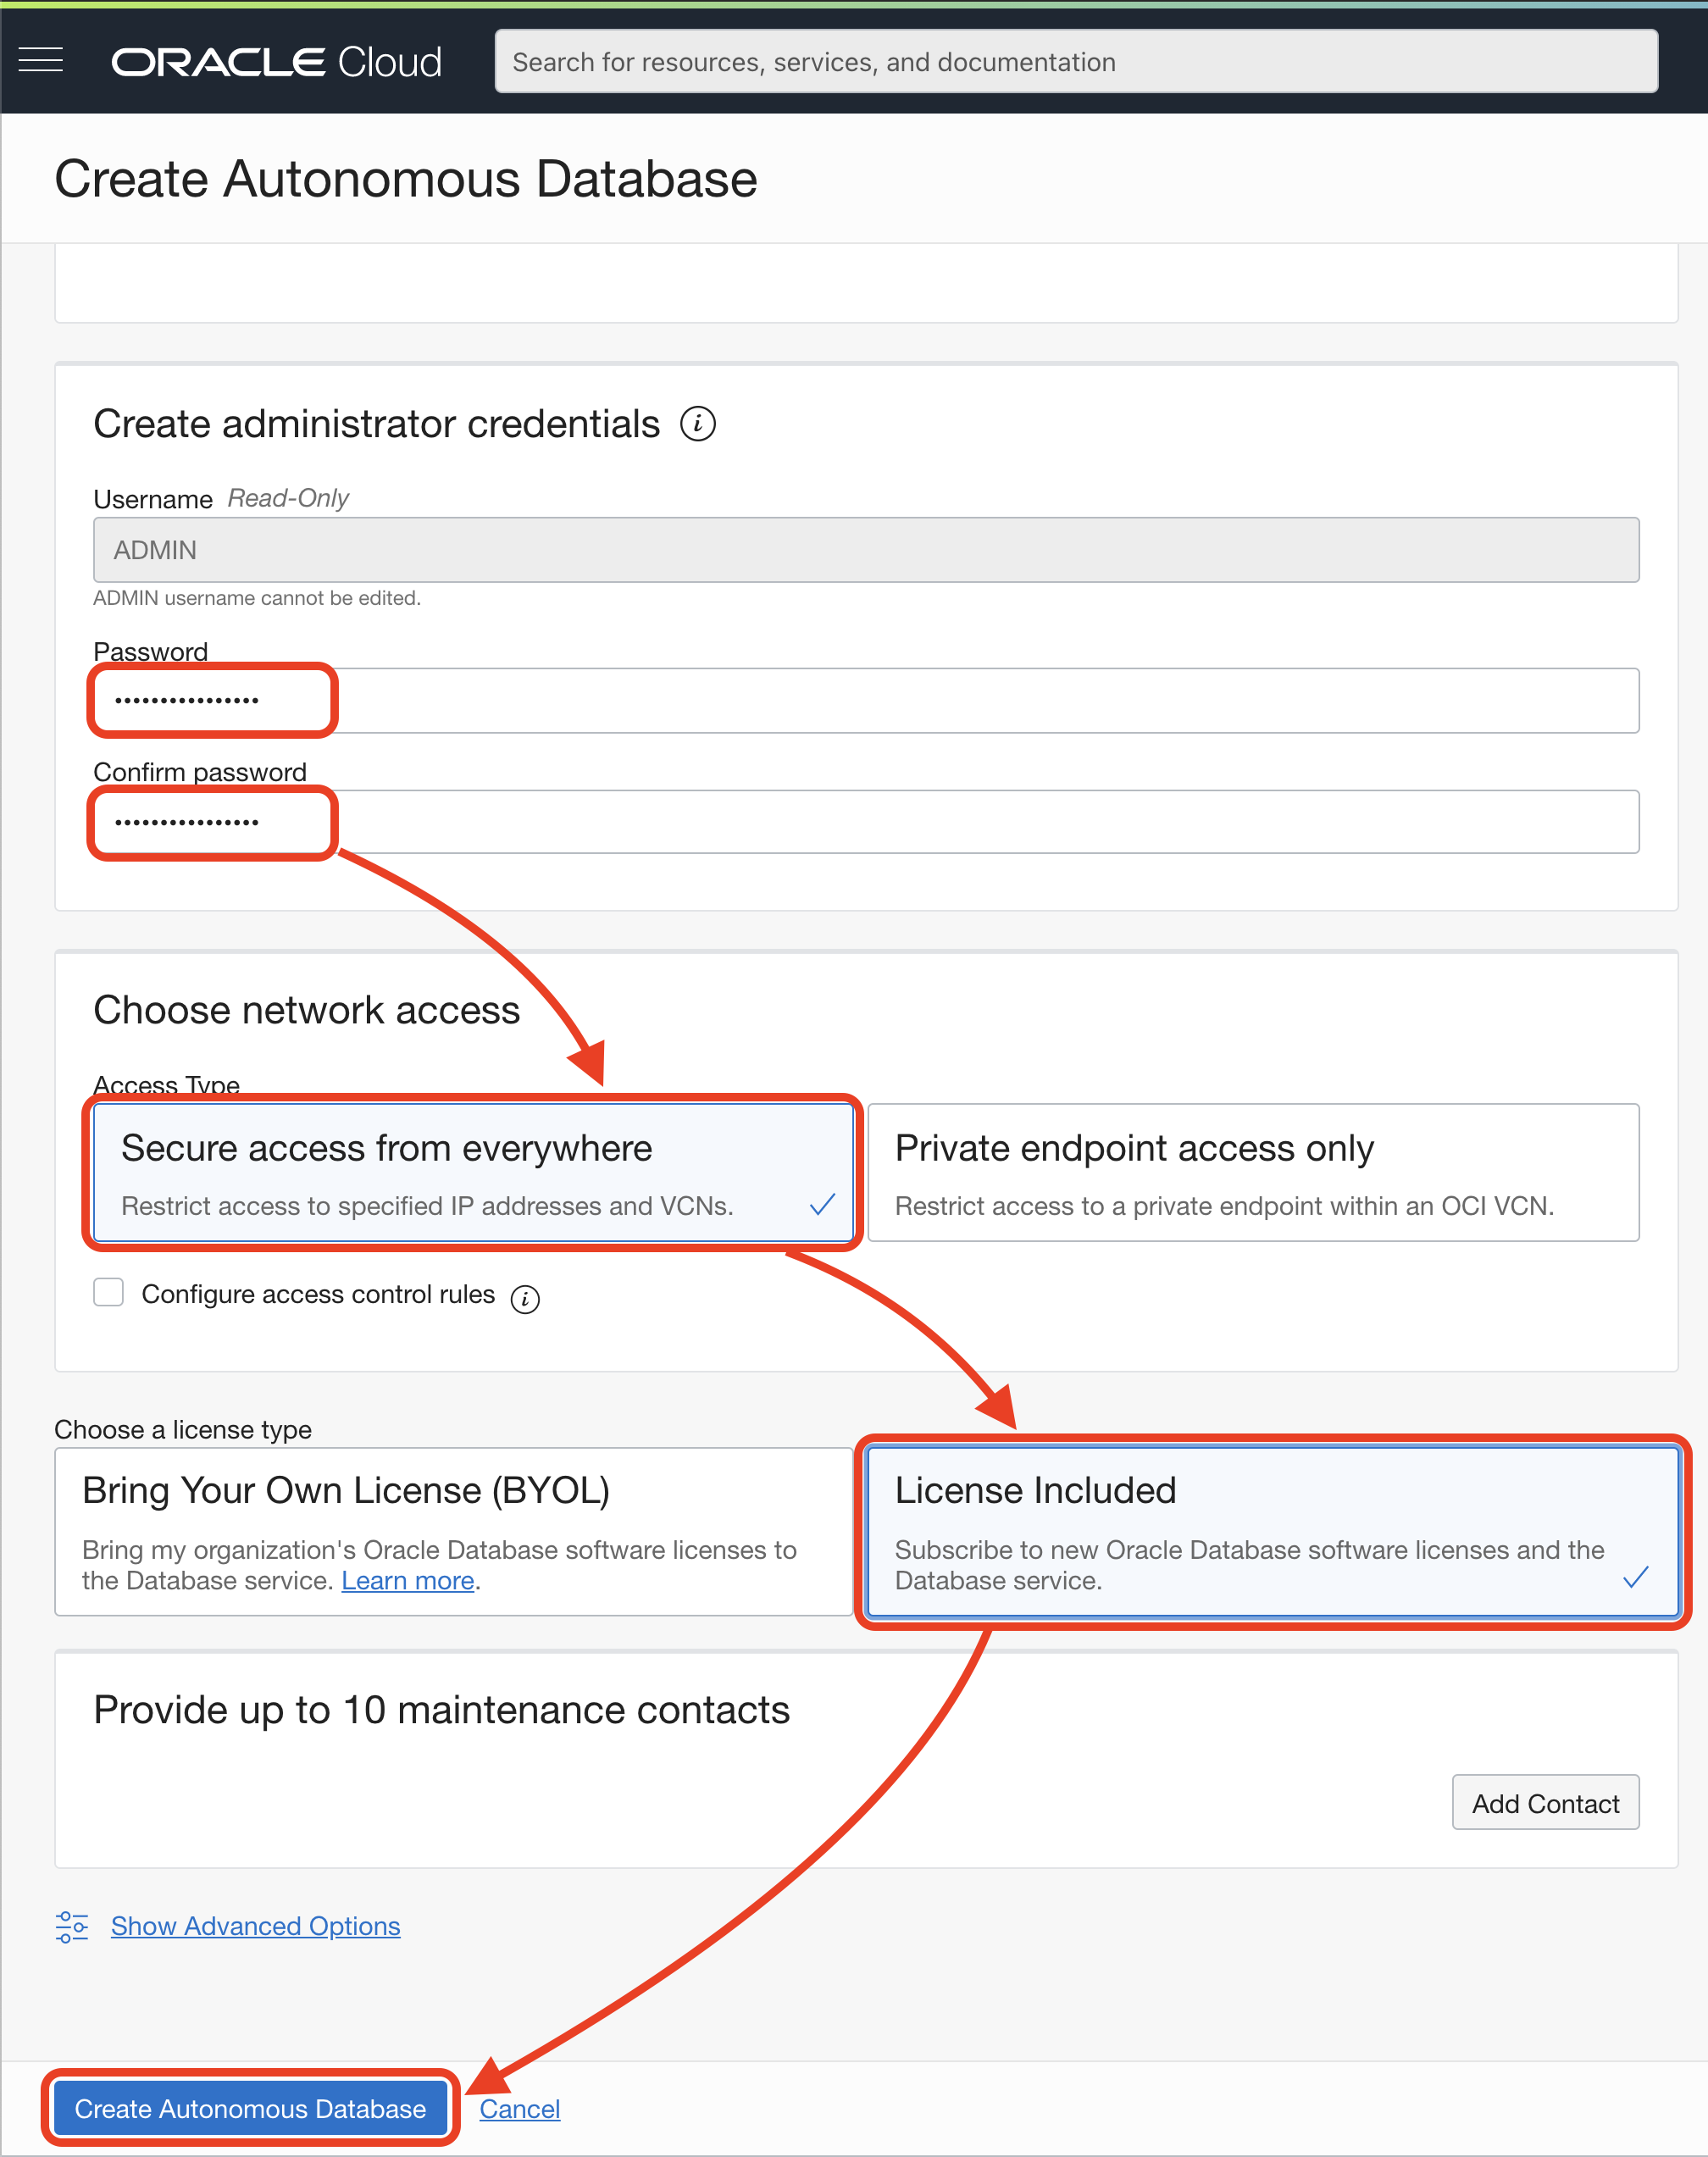 ORACLE Cloud
Search for resources, services, and documentation
Create Autonomous Database
Create administrator credentials
Username Read-Only
ADMIN
ADMIN username cannot be edited.
Password
••••••••••••••••
Confirm password
••••••••••••••••
Choose network access
Access Type
Secure access from everywhere
Restrict access to specified IP addresses and VCNs.
Private endpoint access only
Restrict access to a private endpoint within an OCI VCN.
Configure access control rules
Choose a license type
Bring Your Own License (BYOL)
Bring my organization's Oracle Database software licenses to
the Database service. Learn more.
License Included
Subscribe to new Oracle Database software licenses and the
Database service.
Provide up to 10 maintenance contacts
Add Contact
Show Advanced Options
Create Autonomous Database
Cancel